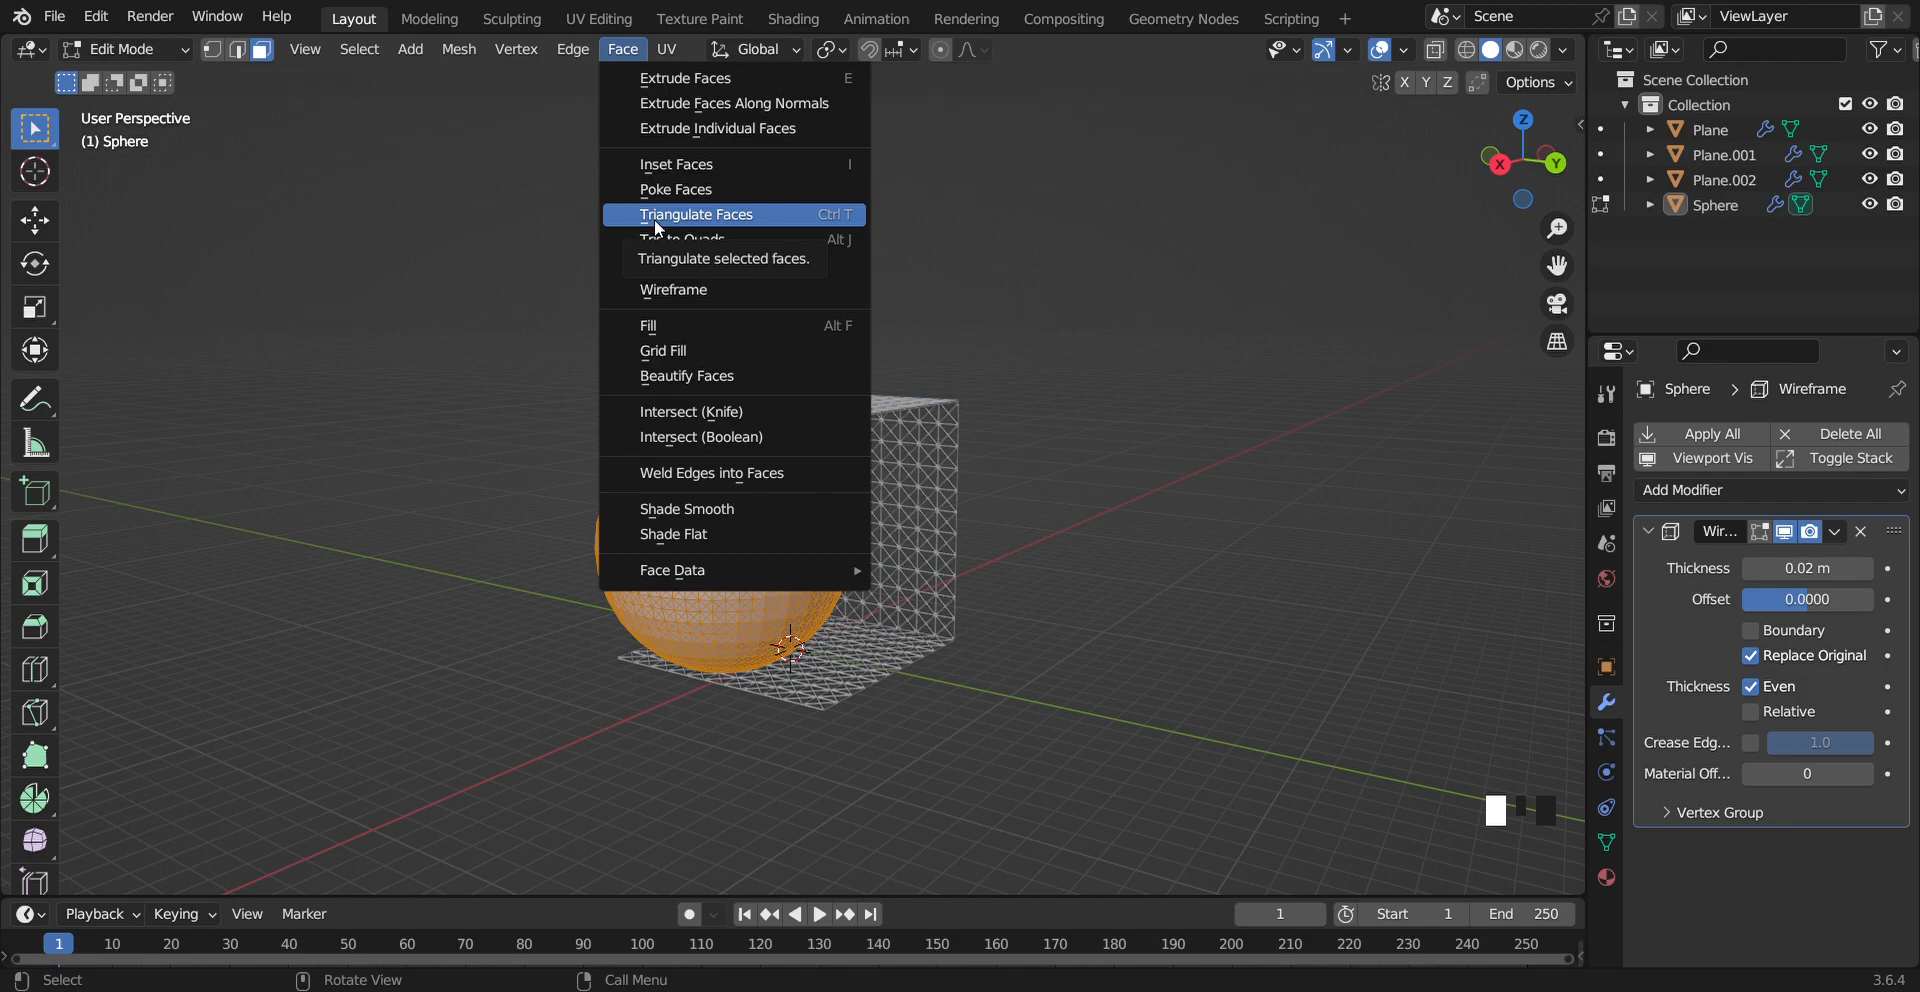 File Edit Render Window Help Layout Modeling Sculpting UV Editing Texture Paint Shading Animation Rendering Compositing Geometry Nodes Scripting + Scene ViewLayer
Edit Mode View Select Add Mesh Vertex Edge Face UV Global
X Y Z Options
User Perspective
(1) Sphere
Extrude Faces E
Extrude Faces Along Normals
Extrude Individual Faces
Inset Faces I
Poke Faces
Triangulate Faces Ctrl T
Alt J
Triangulate selected faces.
Wireframe
Fill Alt F
Grid Fill
Beautify Faces
Intersect (Knife)
Intersect (Boolean)
Weld Edges into Faces
Shade Smooth
Shade Flat
Face Data
Z
X
Y
Scene Collection
Collection
Plane
Plane.001
Plane.002
Sphere
Sphere > Wireframe
Apply All Delete All
Viewport Vis Toggle Stack
Add Modifier
Wir...
Thickness 0.02 m
Offset 0.0000
Boundary
Replace Original
Thickness Even
Relative
Crease Edg... 1.0
Material Off... 0
Vertex Group
Playback Keying View Marker 1 Start 1 End 250
1 10 20 30 40 50 60 70 80 90 100 110 120 130 140 150 160 170 180 190 200 210 220 230 240 250
Select Rotate View Call Menu 3.6.4